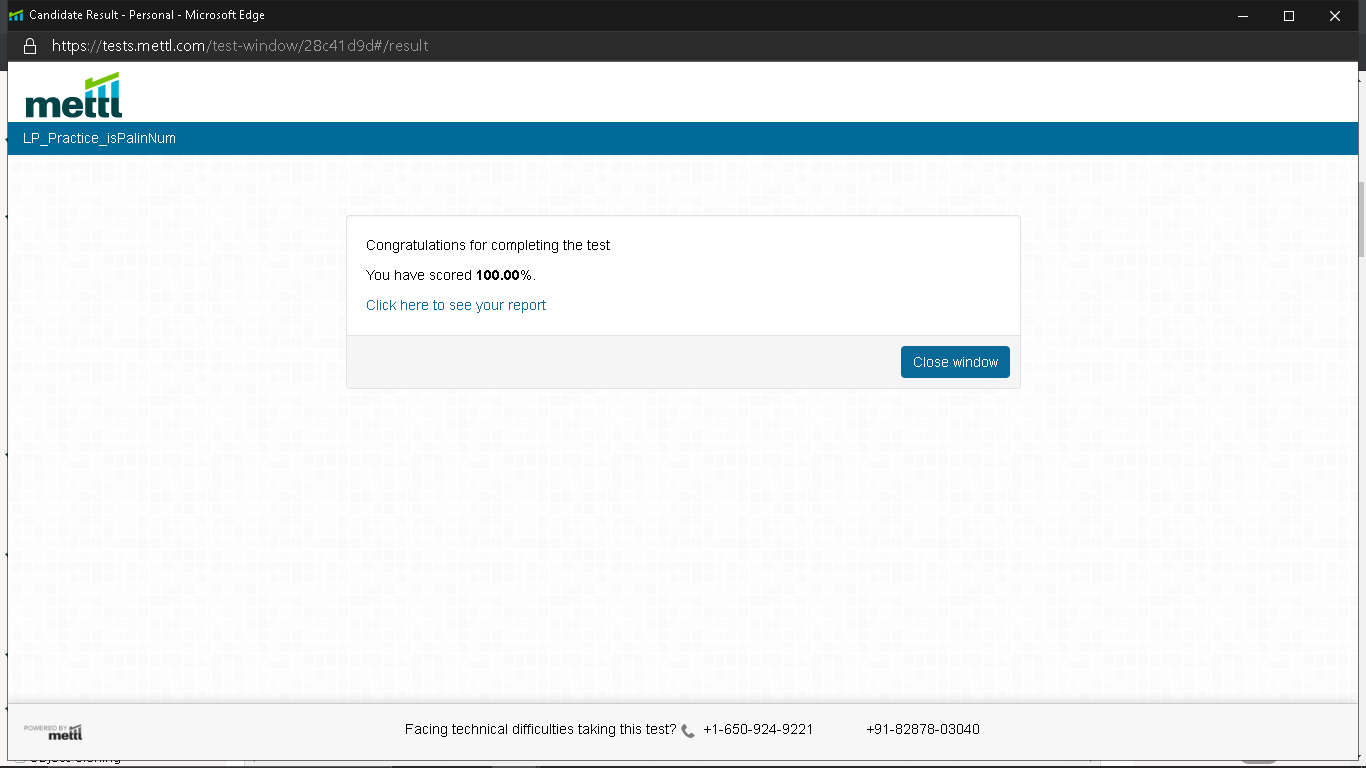 Candidate Result - Personal - Microsoft Edge
https://tests.mettl.com/test-window/28c41d9d#/result
mettl
LP_Practice_isPalinNum
Congratulations for completing the test
You have scored 100.00%.
Click here to see your report
Close window
POWERED BY
mettl
Facing technical difficulties taking this test? +1-650-924-9221 +91-82878-03040